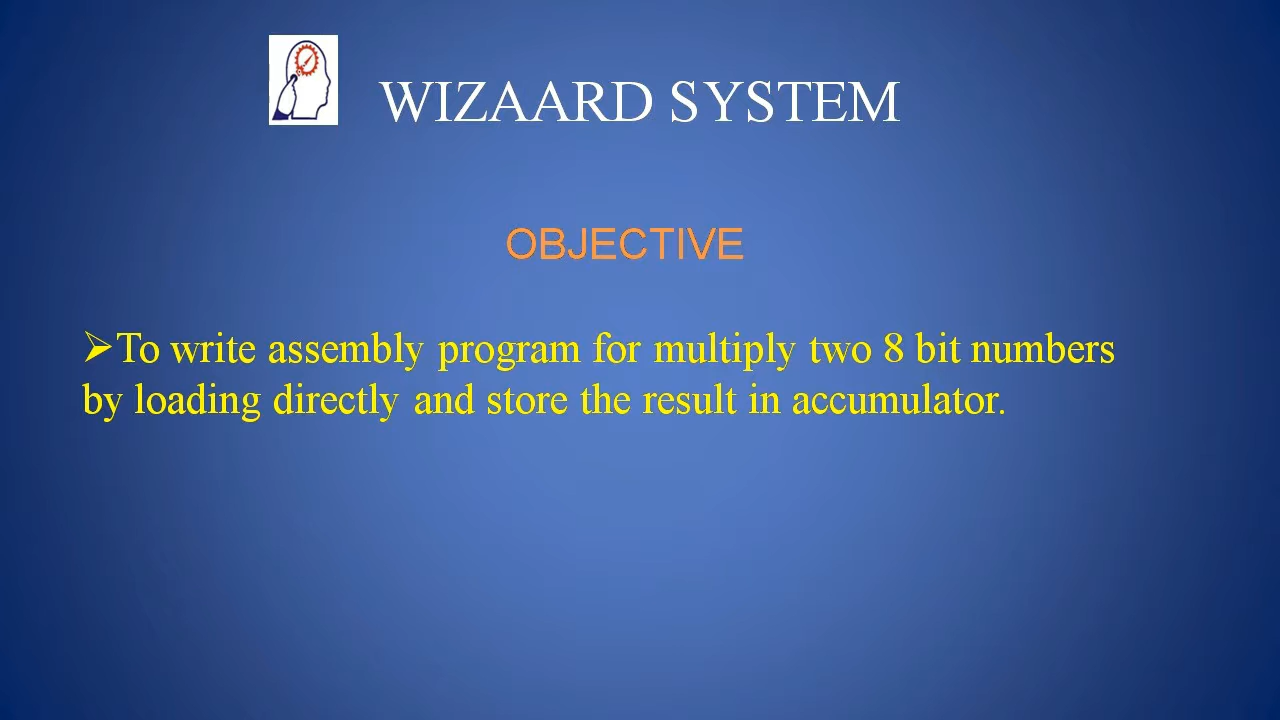 WIZAARD SYSTEM
OBJECTIVE
➢To write assembly program for multiply two 8 bit numbers
by loading directly and store the result in accumulator.